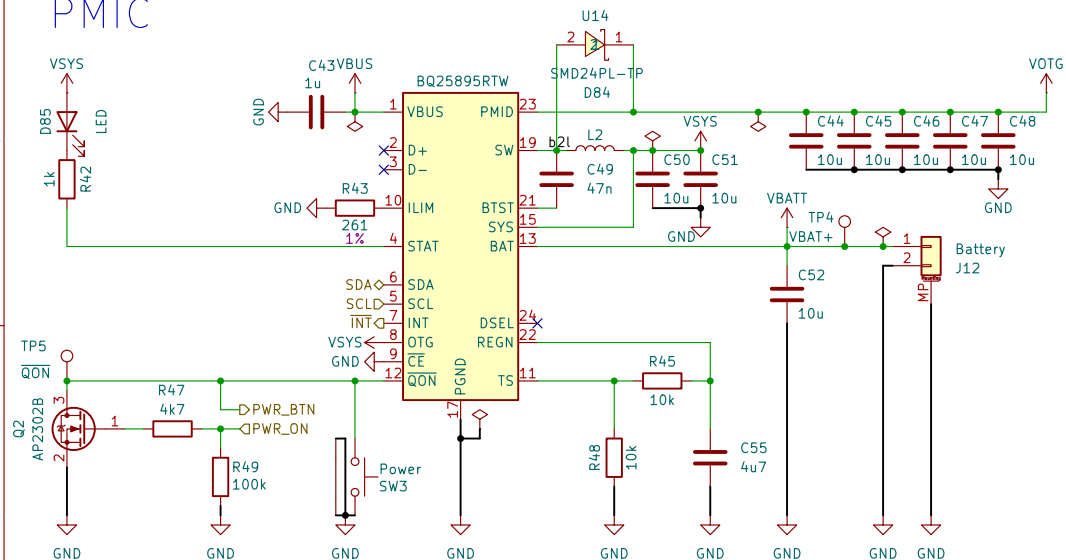 PMIC
U14
2 2 1
SMD24PL-TP
D84
VSYS
D85
LED
1k
R42
C43
1u
VBUS
GND
BQ25895RTW
1 VBUS
2 D+
3 D-
10 ILIM
4 STAT
6 SDA
5 SCL
7 INT
8 OTG
9 CE
12 QON
PMID 23
SW 19
BTST 21
SYS 15
BAT 13
DSEL 24
REGN 22
TS 11
PGND
17
GND
R43
261
1%
SDA
SCL
INT
VSYS
GND
b2l
L2
C49
47n
VSYS
C50
10u
C51
10u
GND
VOTG
C44
10u
C45
10u
C46
10u
C47
10u
C48
10u
GND
VBATT
TP4
VBAT+
1
2
Battery
J12
MP
C52
10u
TP5
QON
3
Q2
AP2302B
1
2
R47
4k7
PWR_BTN
PWR_ON
R49
100k
Power
SW3
R45
10k
R48
10k
C55
4u7
GND GND GND GND GND GND GND GND GND